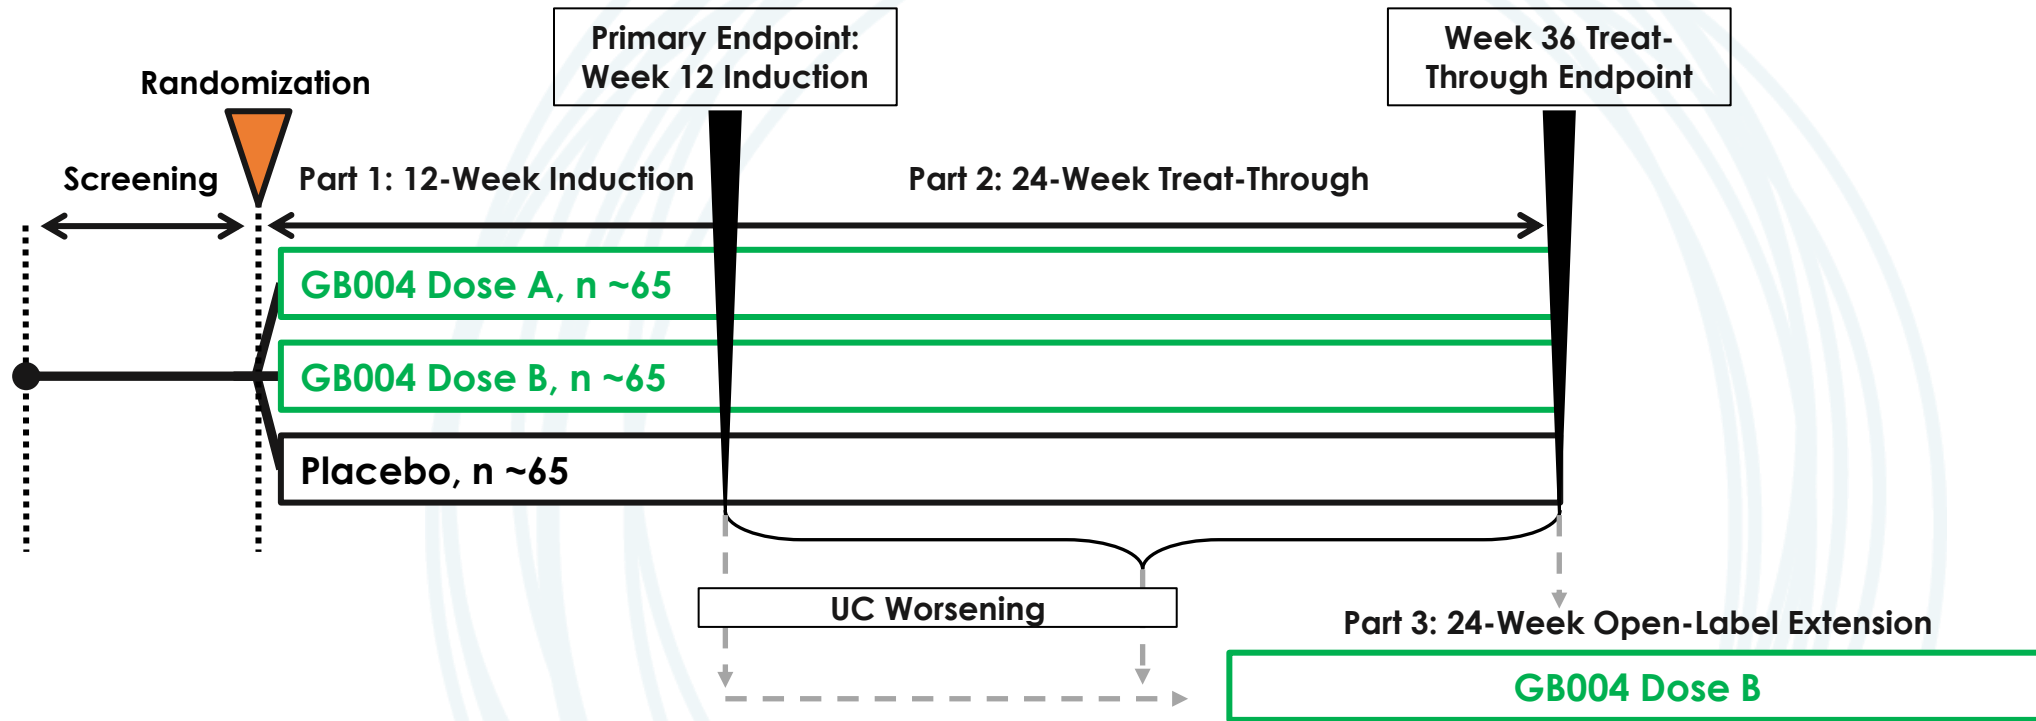 Primary Endpoint:
Week 12 Induction
Week 36 Treat-
Through Endpoint
Randomization
Screening
Part 1: 12-Week Induction
Part 2: 24-Week Treat-Through
GB004 Dose A, n ~65
GB004 Dose B, n ~65
Placebo, n ~65
UC Worsening
Part 3: 24-Week Open-Label Extension
GB004 Dose B